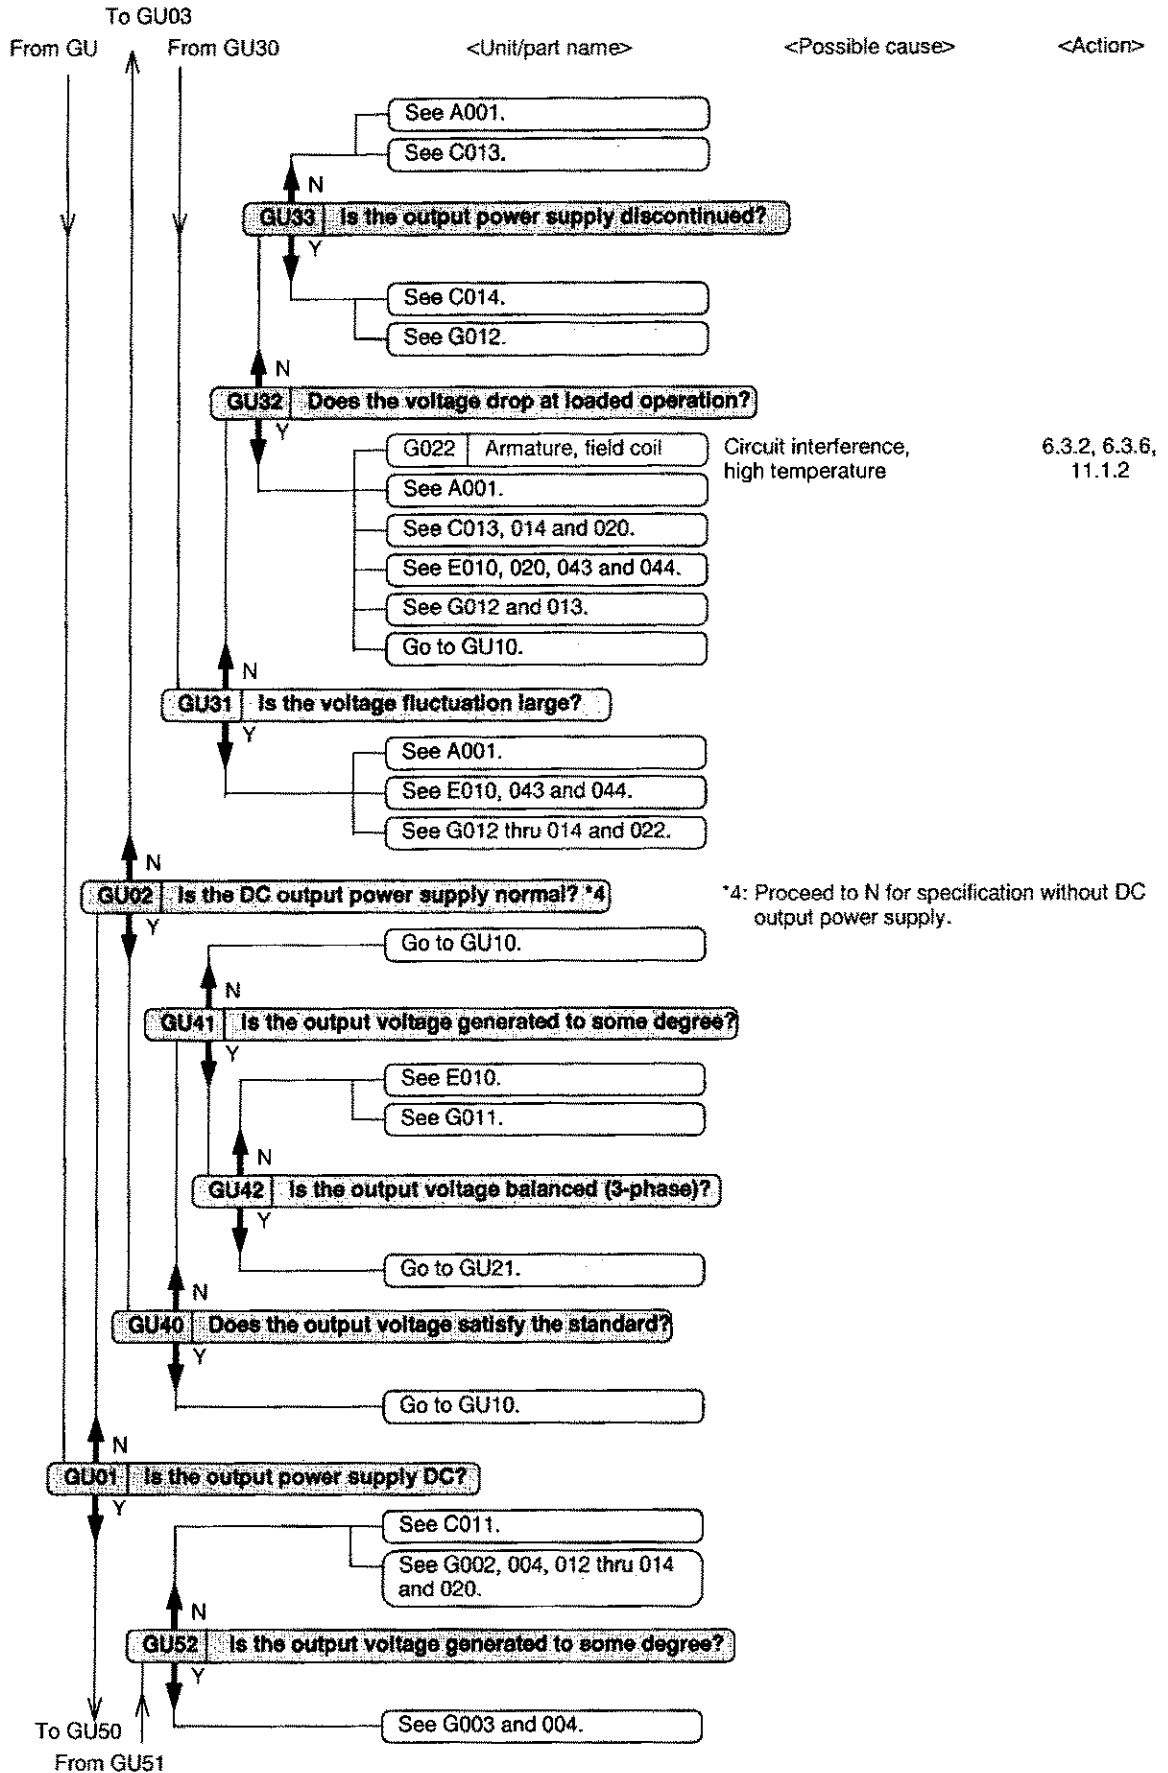 To GU03
From GU From GU30 <Unit/part name> <Possible cause> <Action>
See A001.
See C013.
N
GU33 Is the output power supply discontinued?
Y
See C014.
See G012.
N
GU32 Does the voltage drop at loaded operation?
Y
G022 Armature, field coil Circuit interference, 6.3.2, 6.3.6,
high temperature 11.1.2
See A001.
See C013, 014 and 020.
See E010, 020, 043 and 044.
See G012 and 013.
Go to GU10.
N
GU31 Is the voltage fluctuation large?
Y
See A001.
See E010, 043 and 044.
See G012 thru 014 and 022.
N
GU02 Is the DC output power supply normal? *4 *4: Proceed to N for specification without DC
output power supply.
Y
Go to GU10.
N
GU41 Is the output voltage generated to some degree?
Y
See E010.
See G011.
N
GU42 Is the output voltage balanced (3-phase)?
Y
Go to GU21.
N
GU40 Does the output voltage satisfy the standard?
Y
Go to GU10.
N
GU01 Is the output power supply DC?
Y
See C011.
See G002, 004, 012 thru 014
and 020.
N
GU52 Is the output voltage generated to some degree?
Y
See G003 and 004.
To GU50
From GU51